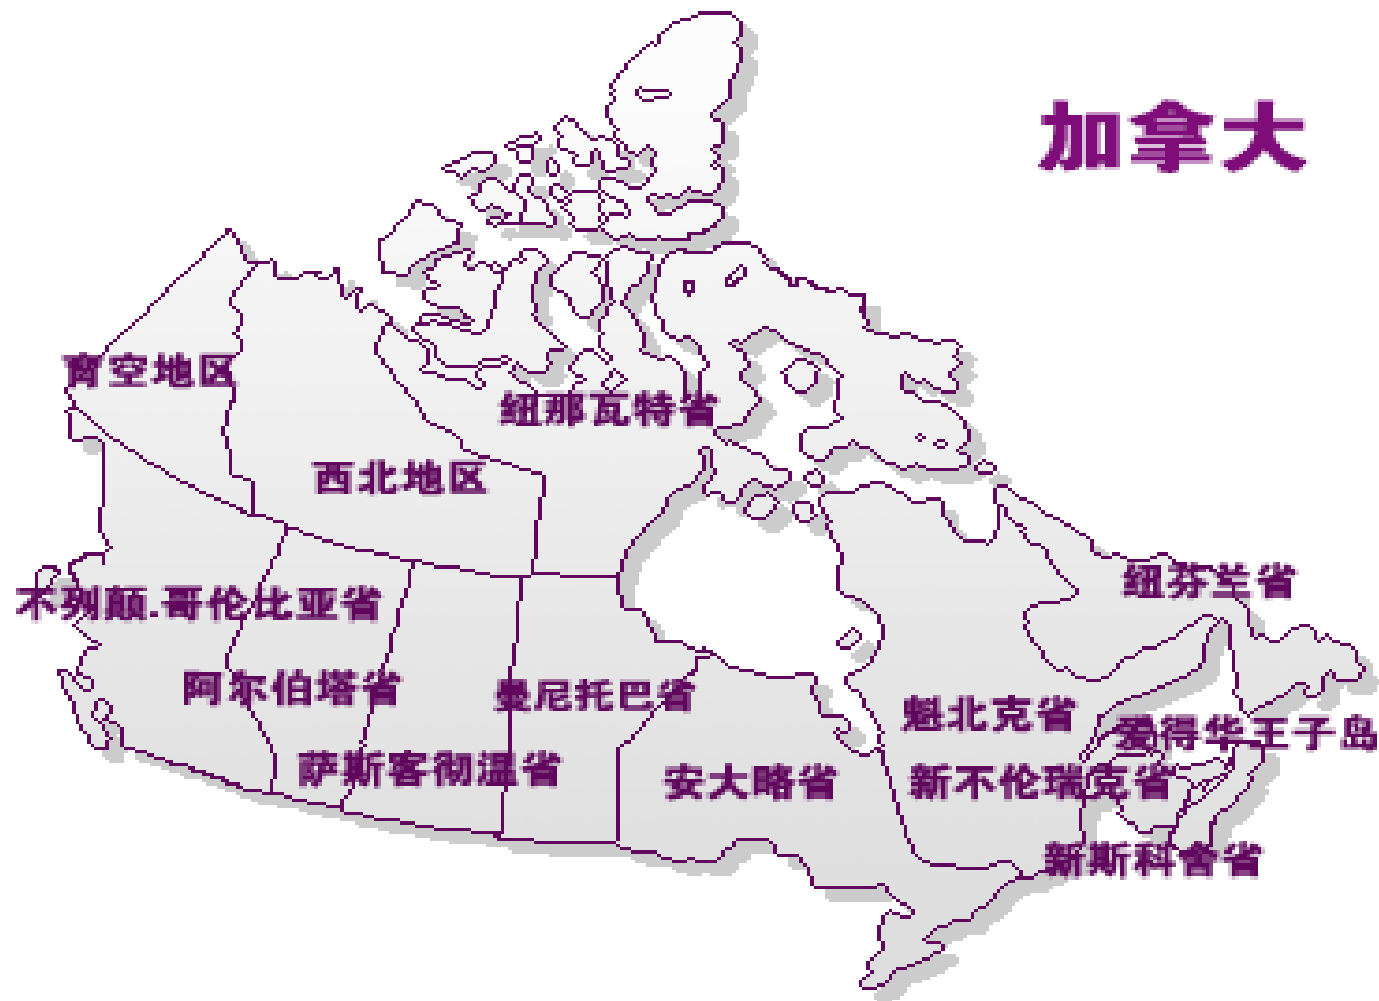 加拿大
育空地区
纽那瓦特省
西北地区
纽芬兰省
不列颠.哥伦比亚省
阿尔伯塔省
曼尼托巴省
魁北克省
爱得华王子岛
萨斯客彻温省
安大略省
新不伦瑞克省
新斯科舍省